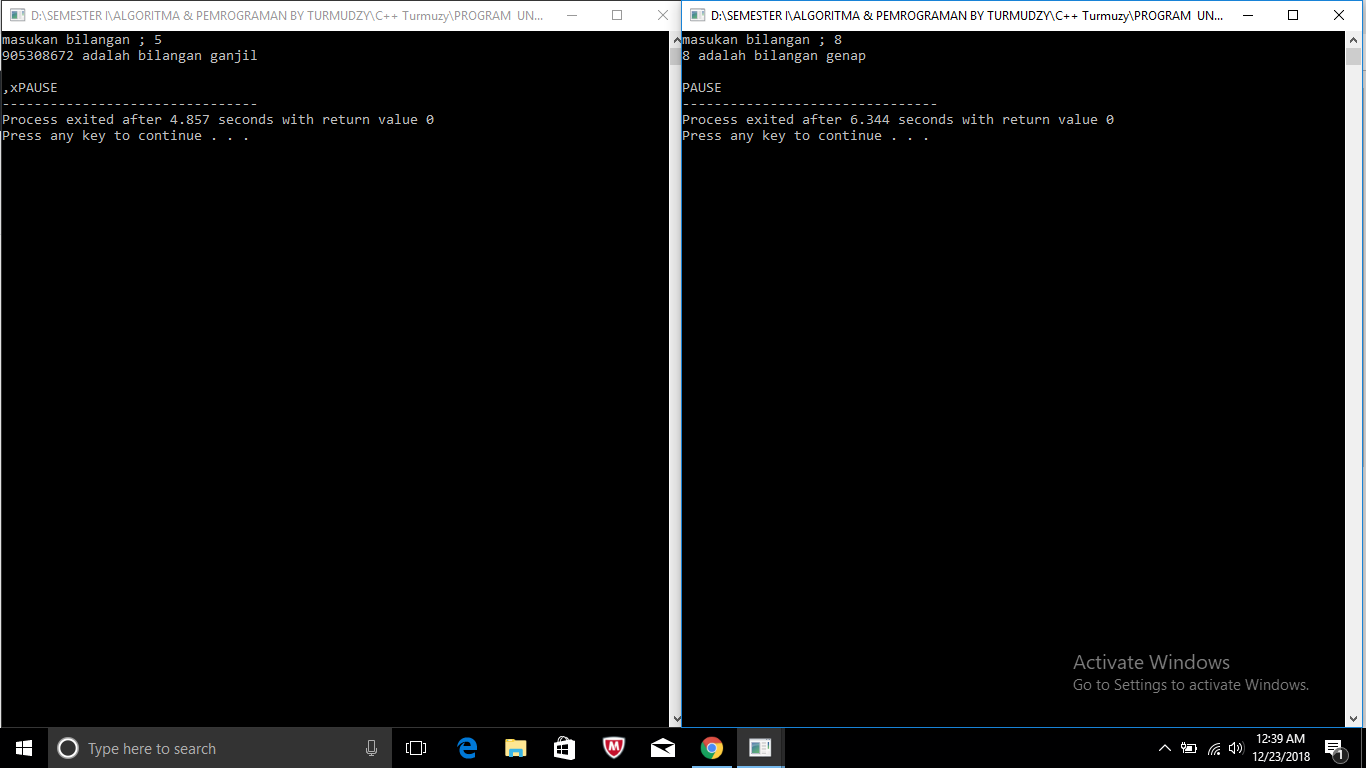 D:\SEMESTER I\ALGORITMA & PEMROGRAMAN BY TURMUDZY\C++ Turmuzy\PROGRAM UN...
masukan bilangan ; 5
905308672 adalah bilangan ganjil
,xPAUSE
--------------------------------
Process exited after 4.857 seconds with return value 0
Press any key to continue . . .
D:\SEMESTER I\ALGORITMA & PEMROGRAMAN BY TURMUDZY\C++ Turmuzy\PROGRAM UN...
masukan bilangan ; 8
8 adalah bilangan genap
PAUSE
--------------------------------
Process exited after 6.344 seconds with return value 0
Press any key to continue . . .
Activate Windows
Go to Settings to activate Windows.
Type here to search
12:39 AM
12/23/2018
1